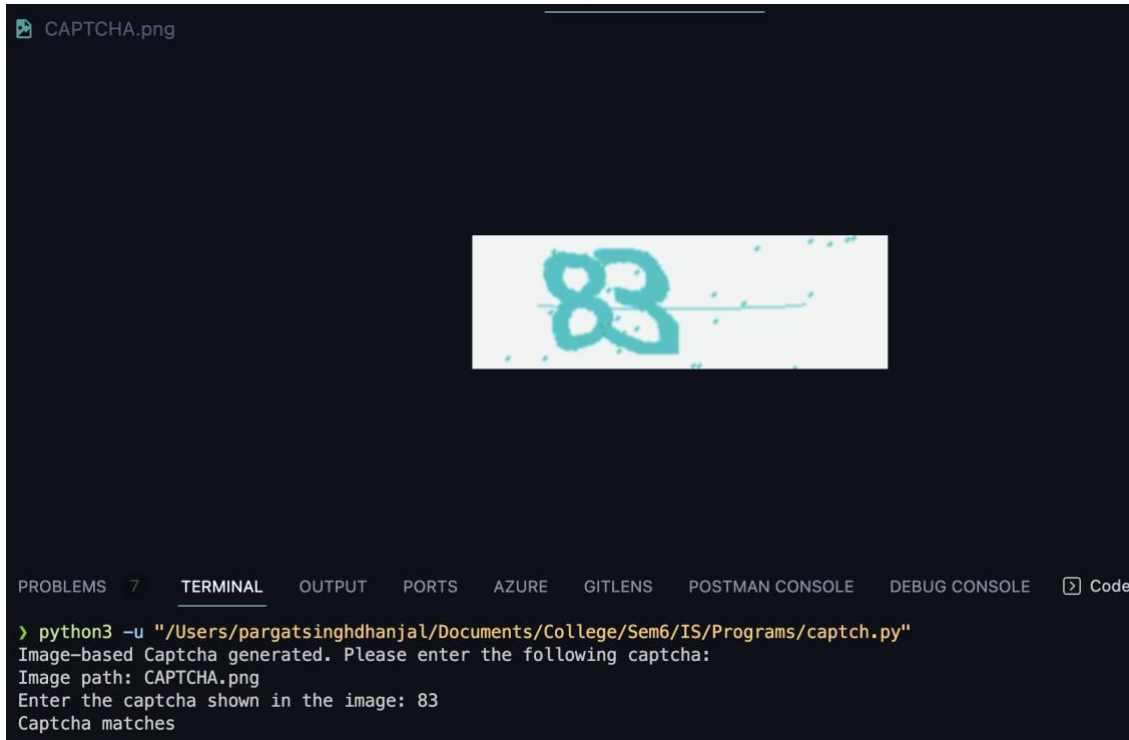 CAPTCHA.png
83
PROBLEMS 7 TERMINAL OUTPUT PORTS AZURE GITLENS POSTMAN CONSOLE DEBUG CONSOLE Code
❯ python3 -u "/Users/pargatsinghdhanjal/Documents/College/Sem6/IS/Programs/captch.py"
Image-based Captcha generated. Please enter the following captcha:
Image path: CAPTCHA.png
Enter the captcha shown in the image: 83
Captcha matches